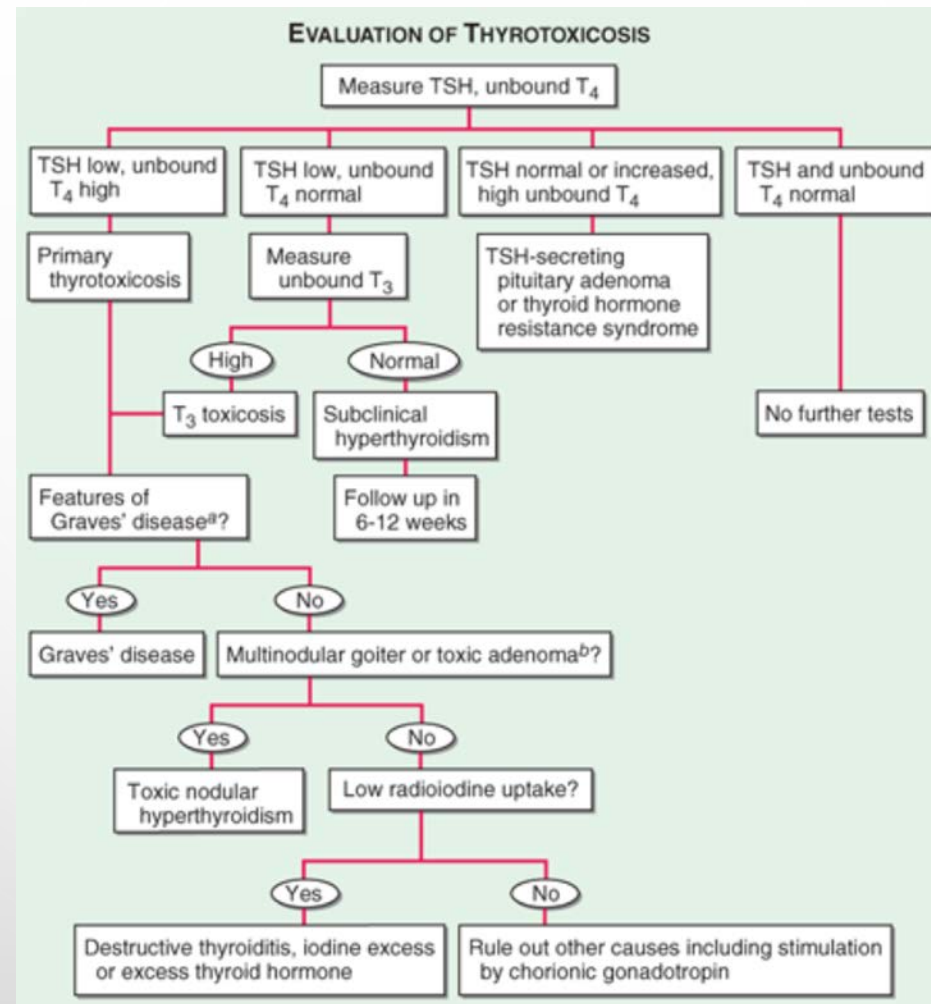 EVALUATION OF THYROTOXICOSIS
Measure TSH, unbound T4
TSH low, unbound
T4 high
TSH low, unbound
T4 normal
TSH normal or increased,
high unbound T4
TSH and unbound
T4 normal
Primary
thyrotoxicosis
Measure
unbound T3
TSH-secreting
pituitary adenoma
or thyroid hormone
resistance syndrome
High
Normal
T3 toxicosis
Subclinical
hyperthyroidism
No further tests
Features of
Graves' diseasea?
Follow up in
6-12 weeks
Yes
No
Graves' disease
Multinodular goiter or toxic adenomab?
Yes
No
Toxic nodular
hyperthyroidism
Low radioiodine uptake?
Yes
No
Destructive thyroiditis, iodine excess
or excess thyroid hormone
Rule out other causes including stimulation
by chorionic gonadotropin